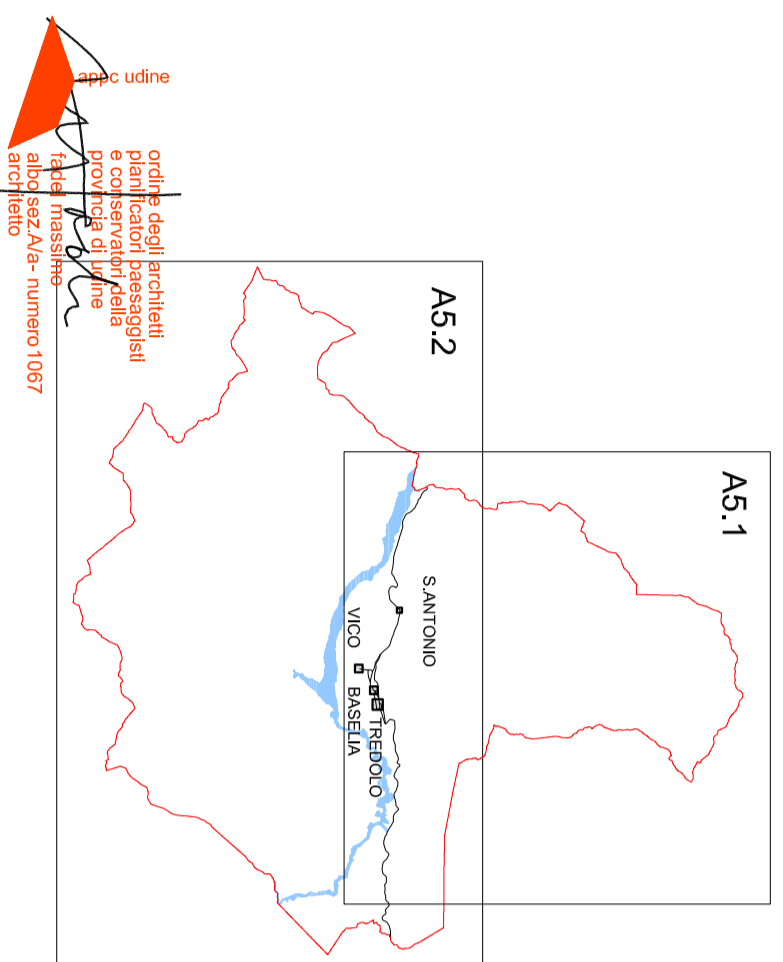 appc udine
ordine degli architetti
pianificatori paesaggisti
e conservatori della
provincia di udine
fadel massimo
albo sez.A/a- numero 1067
architetto
A5.2
A5.1
S.ANTONIO
VICO
BASELIA
TREDOLO